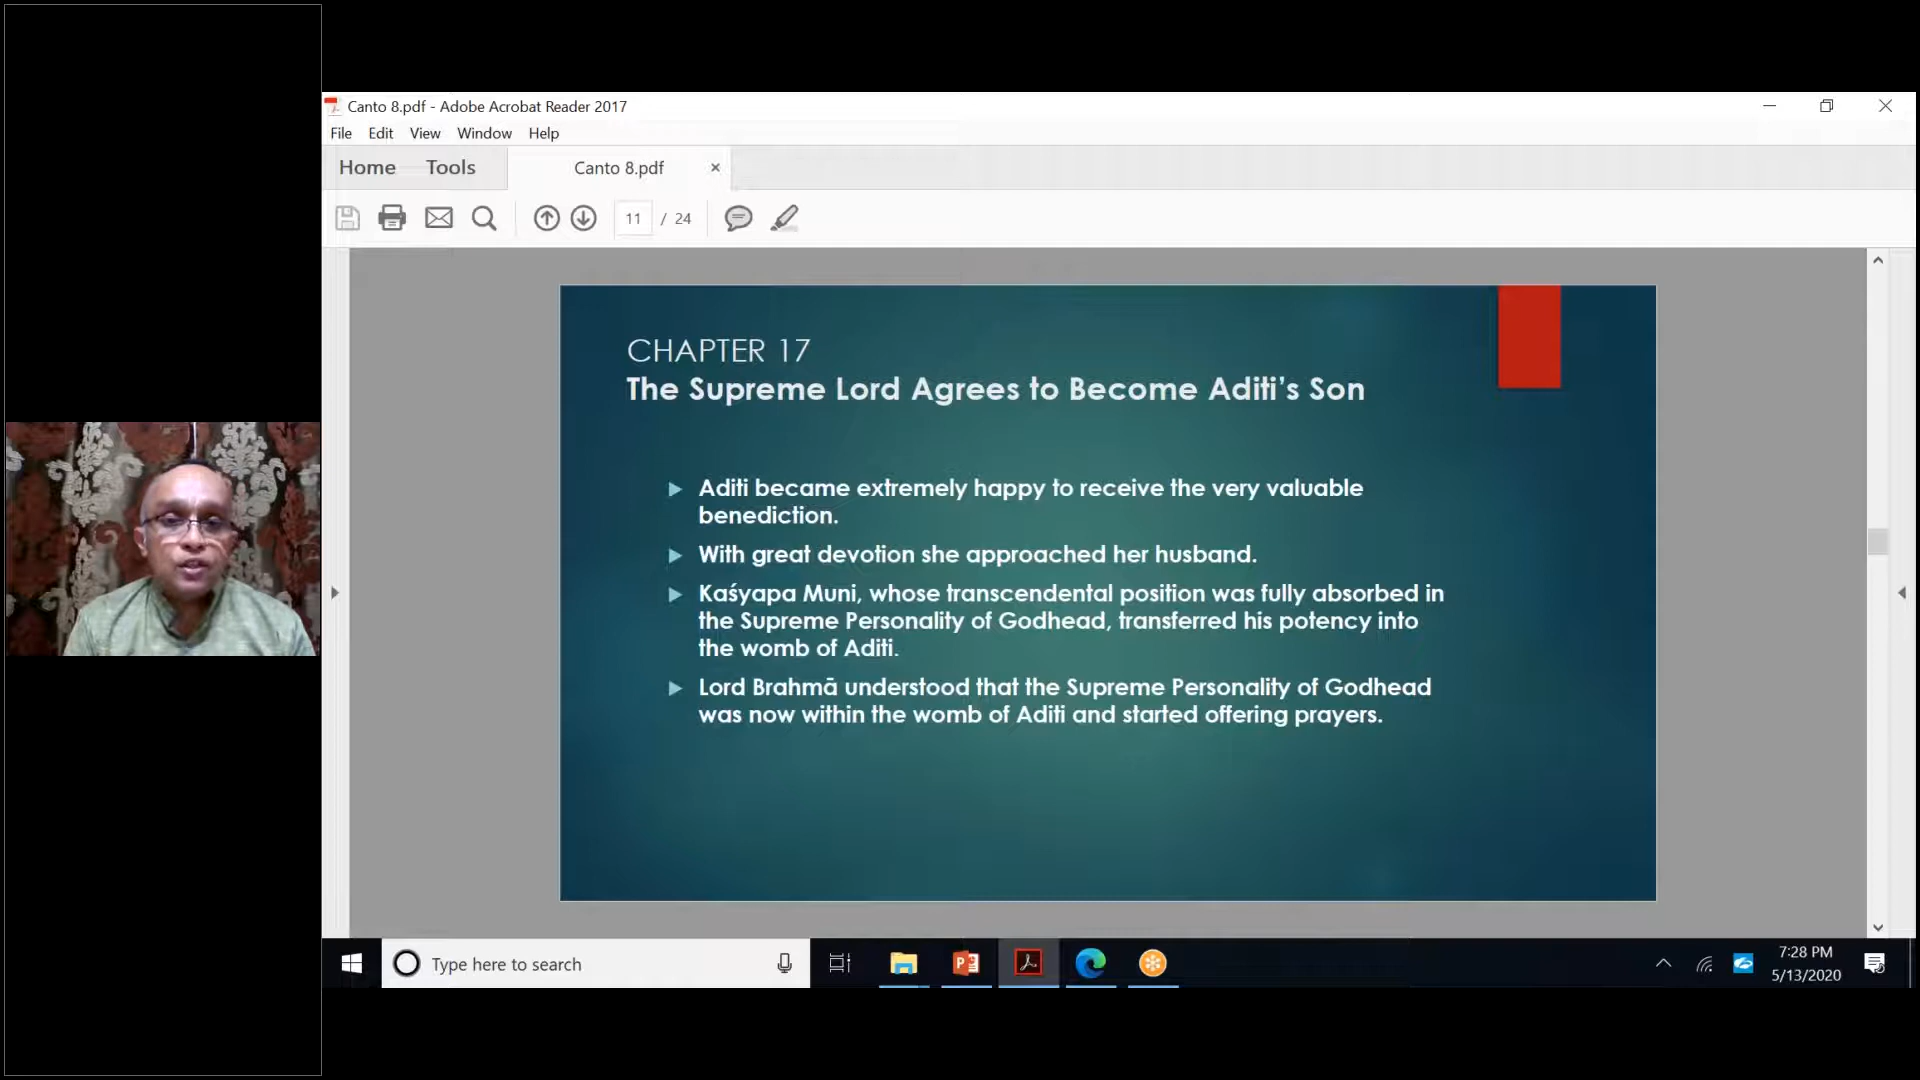 Canto 8.pdf - Adobe Acrobat Reader 2017
File Edit View Window Help
Home Tools Canto 8.pdf
11 / 24
CHAPTER 17
The Supreme Lord Agrees to Become Aditi’s Son
Aditi became extremely happy to receive the very valuable
benediction.
With great devotion she approached her husband.
Kaśyapa Muni, whose transcendental position was fully absorbed in
the Supreme Personality of Godhead, transferred his potency into
the womb of Aditi.
Lord Brahmā understood that the Supreme Personality of Godhead
was now within the womb of Aditi and started offering prayers.
Type here to search
7:28 PM
5/13/2020